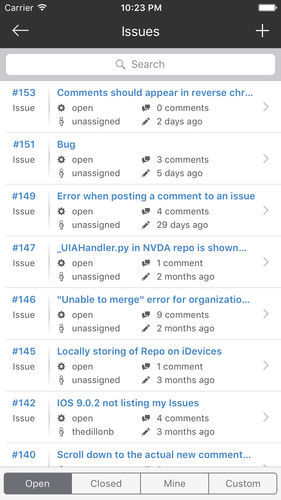 Carrier 10:23 PM
Issues
Search
#153 Comments should appear in reverse chr...
Issue open 0 comments
unassigned 2 days ago
#151 Bug
Issue open 3 comments
unassigned 5 days ago
#149 Error when posting a comment to an issue
Issue open 4 comments
unassigned 29 days ago
#147 _UIAHandler.py in NVDA repo is shown...
Issue open 1 comment
unassigned 2 months ago
#146 "Unable to merge" error for organizatio...
Issue open 9 comments
unassigned 2 months ago
#145 Locally storing of Repo on iDevices
Issue open 1 comment
unassigned 3 months ago
#142 IOS 9.0.2 not listing my Issues
Issue open 4 comments
thedillonb 3 months ago
#140 Scroll down to the actual new commen...
Open Closed Mine Custom